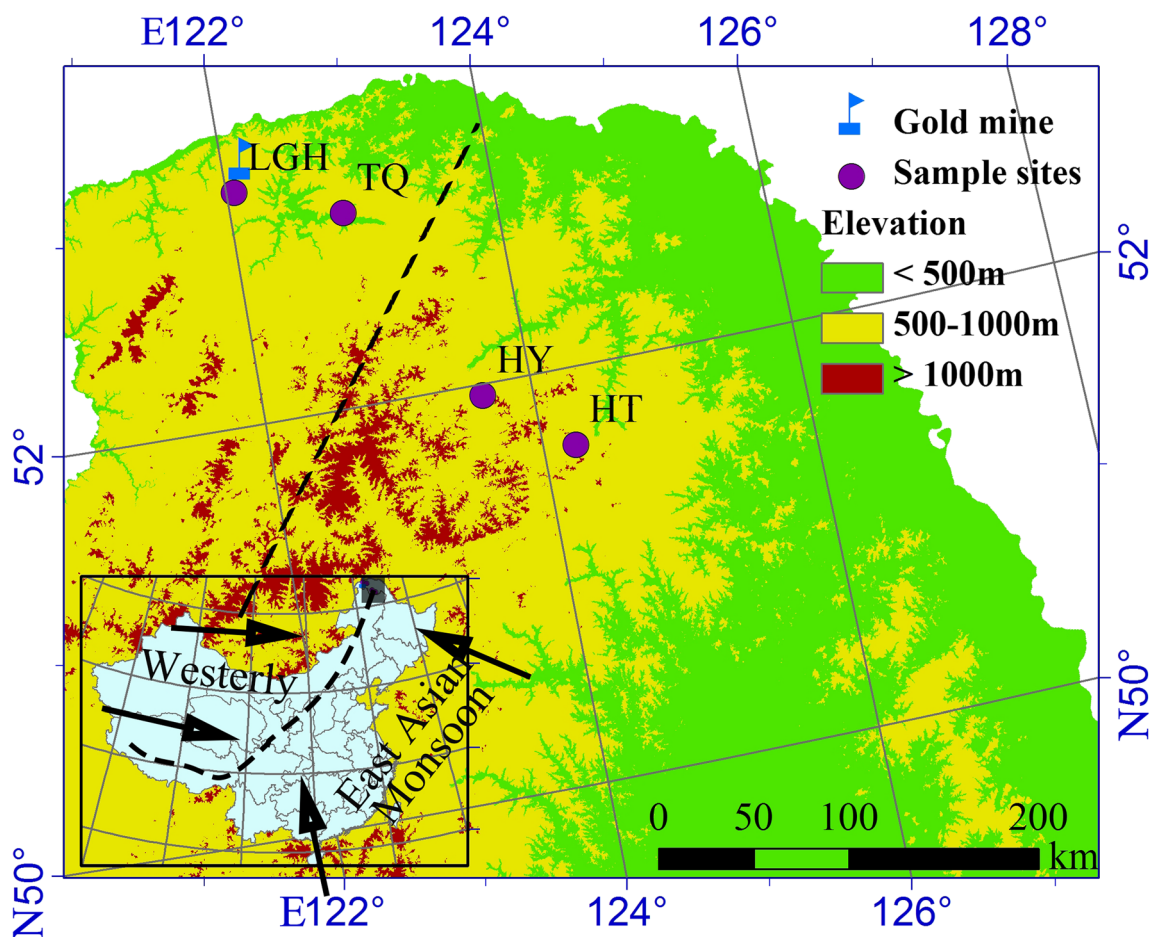 E122°
124°
126°
128°
Gold mine
LGH
TQ
Sample sites
Elevation
52°
< 500m
500-1000m
HY
> 1000m
HT
52°
Westerly
East Asian
Monsoon
N50°
0
50
100
200
km
N50°
E122°
124°
126°